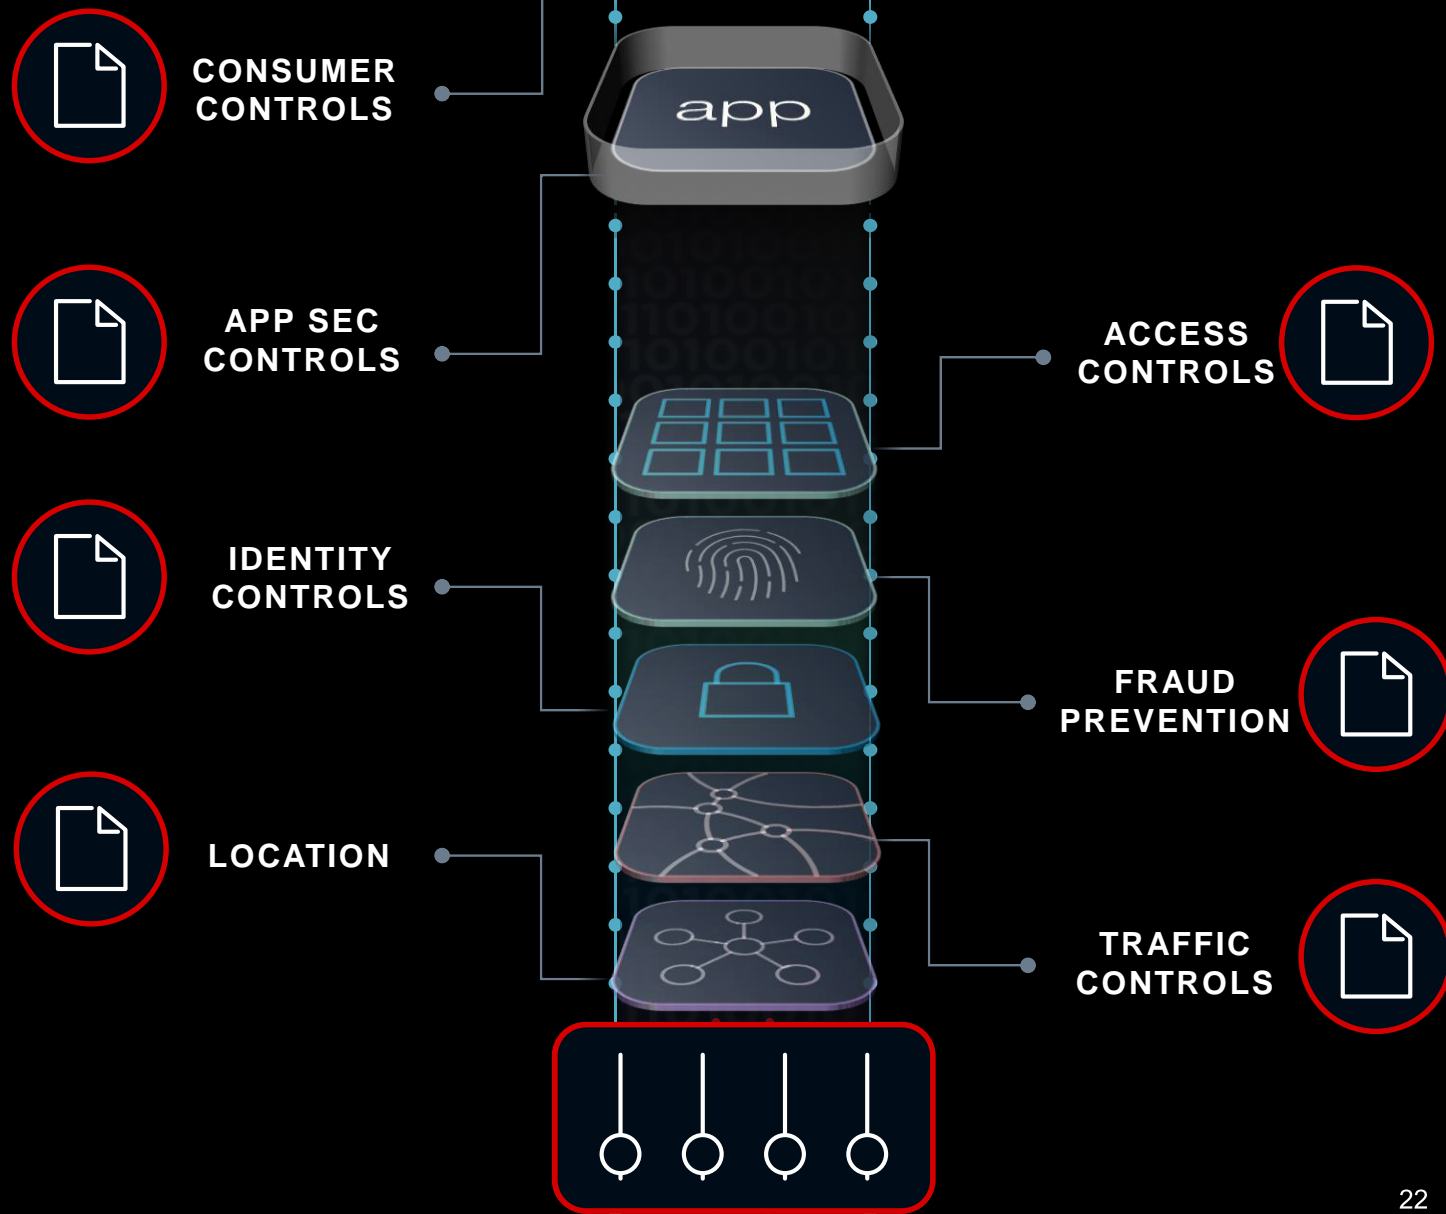 CONSUMER
CONTROLS
app
APP SEC
CONTROLS
ACCESS
CONTROLS
IDENTITY
CONTROLS
FRAUD
PREVENTION
LOCATION
TRAFFIC
CONTROLS
22